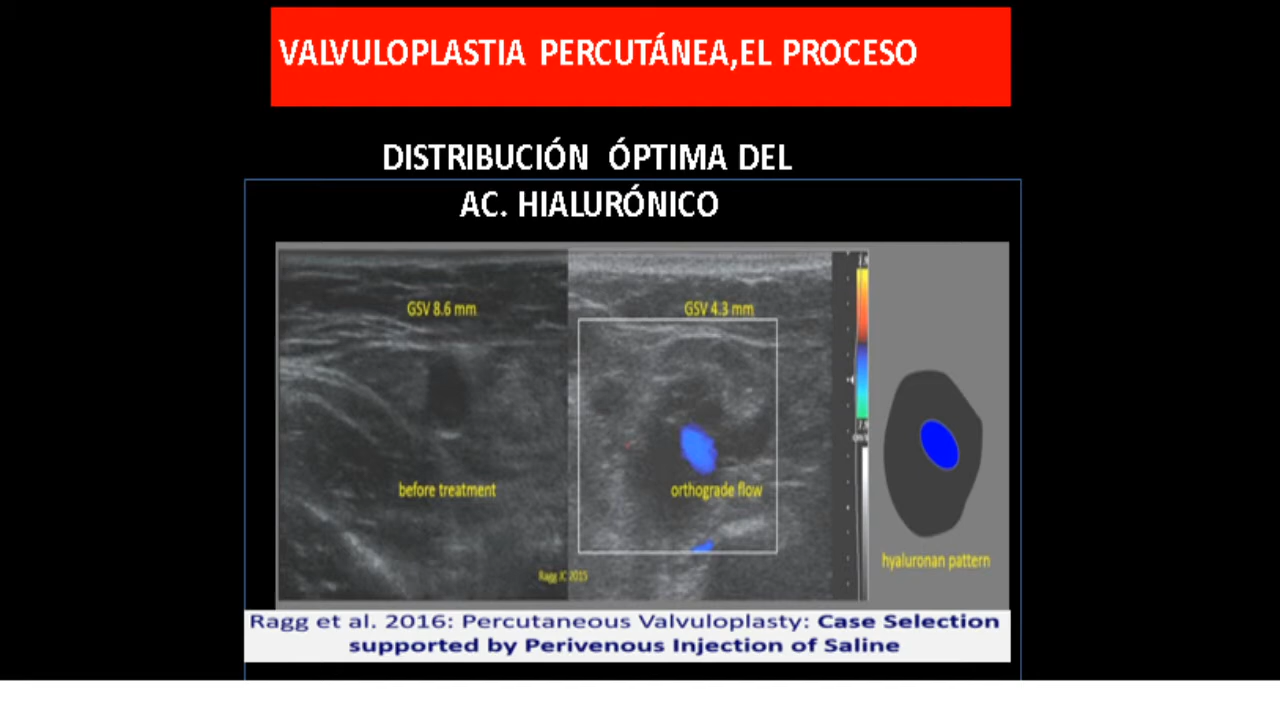 VALVULOPLASTIA PERCUTÁNEA,EL PROCESO
DISTRIBUCIÓN ÓPTIMA DEL
AC. HIALURÓNICO
GSV 8.6 mm
GSV 4.3 mm
before treatment
orthograde flow
hyaluronan pattern
Ragg JC 2015
Ragg et al. 2016: Percutaneous Valvuloplasty: Case Selection
supported by Perivenous Injection of Saline